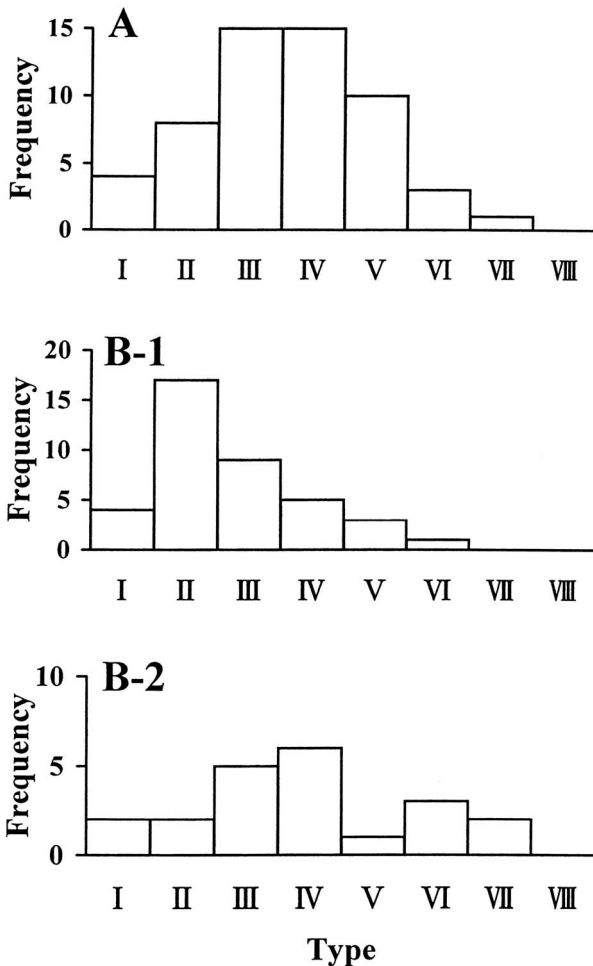 A
Frequency
15
10
5
0
Ⅰ Ⅱ Ⅲ Ⅳ Ⅴ Ⅵ Ⅶ Ⅷ
B-1
Frequency
20
15
10
5
0
Ⅰ Ⅱ Ⅲ Ⅳ Ⅴ Ⅵ Ⅶ Ⅷ
B-2
Frequency
10
5
0
Ⅰ Ⅱ Ⅲ Ⅳ Ⅴ Ⅵ Ⅶ Ⅷ
Type